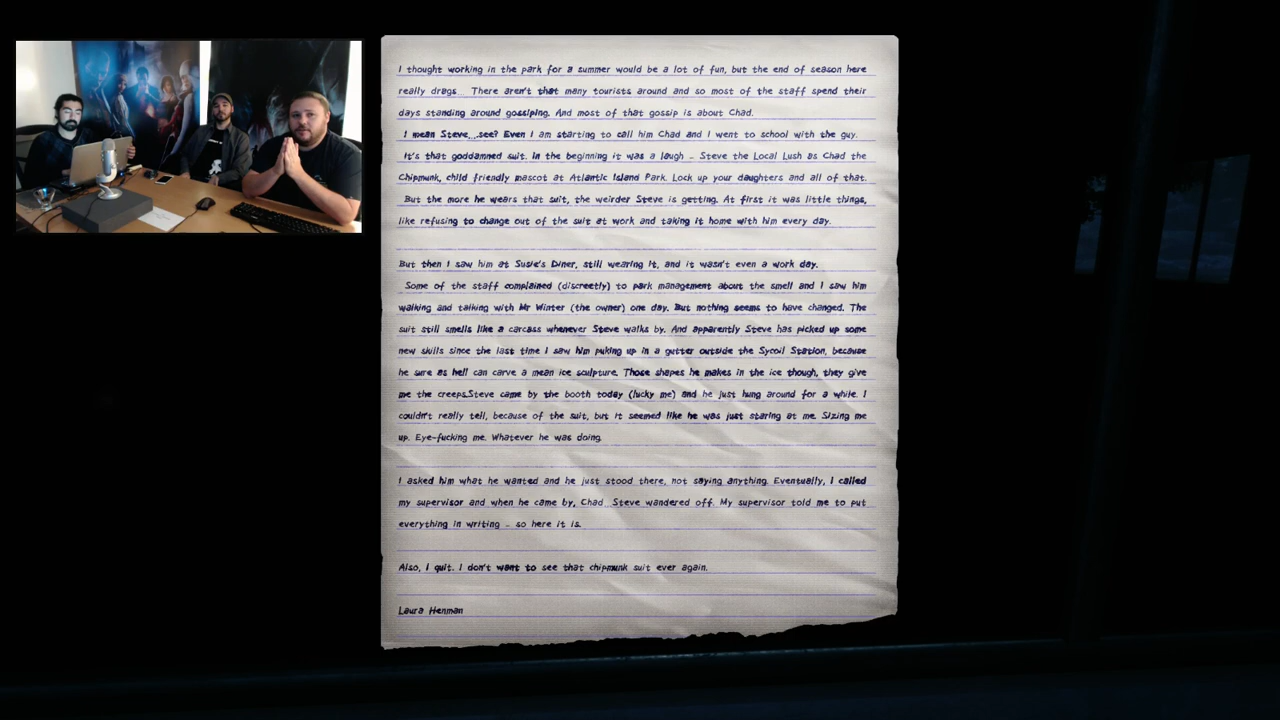 I thought working in the park for a summer would be a lot of fun, but the end of season here
really drags... There aren't that many tourists around and so most of the staff spend their
days standing around gossiping. And most of that gossip is about Chad.
I mean Steve...see? Even I am starting to call him Chad and I went to school with the guy.
It's that goddamned suit. In the beginning it was a laugh - Steve the Local Lush as Chad the
Chipmunk, child friendly mascot at Atlantic Island Park. Lock up your daughters and all of that.
But the more he wears that suit, the weirder Steve is getting. At first it was little things,
like refusing to change out of the suit at work and taking it home with him every day.
But then I saw him at Susie's Diner, still wearing it, and it wasn't even a work day.
Some of the staff complained (discreetly) to park management about the smell and I saw him
walking and talking with Mr Winter (the owner) one day. But nothing seems to have changed. The
suit still smells like a carcass whenever Steve walks by. And apparently Steve has picked up some
new skills since the last time I saw him puking up in a gutter outside the Sycoil Station, because
he sure as hell can carve a mean ice sculpture. Those shapes he makes in the ice though, they give
me the creeps.Steve came by the booth today (lucky me) and he just hung around for a while. I
couldn't really tell, because of the suit, but it seemed like he was just staring at me. Sizing me
up. Eye-fucking me. Whatever he was doing.
I asked him what he wanted and he just stood there, not saying anything. Eventually, I called
my supervisor and when he came by, Chad...Steve wandered off. My supervisor told me to put
everything in writing - so here it is.
Also, I quit. I don't want to see that chipmunk suit ever again.
Laura Henman